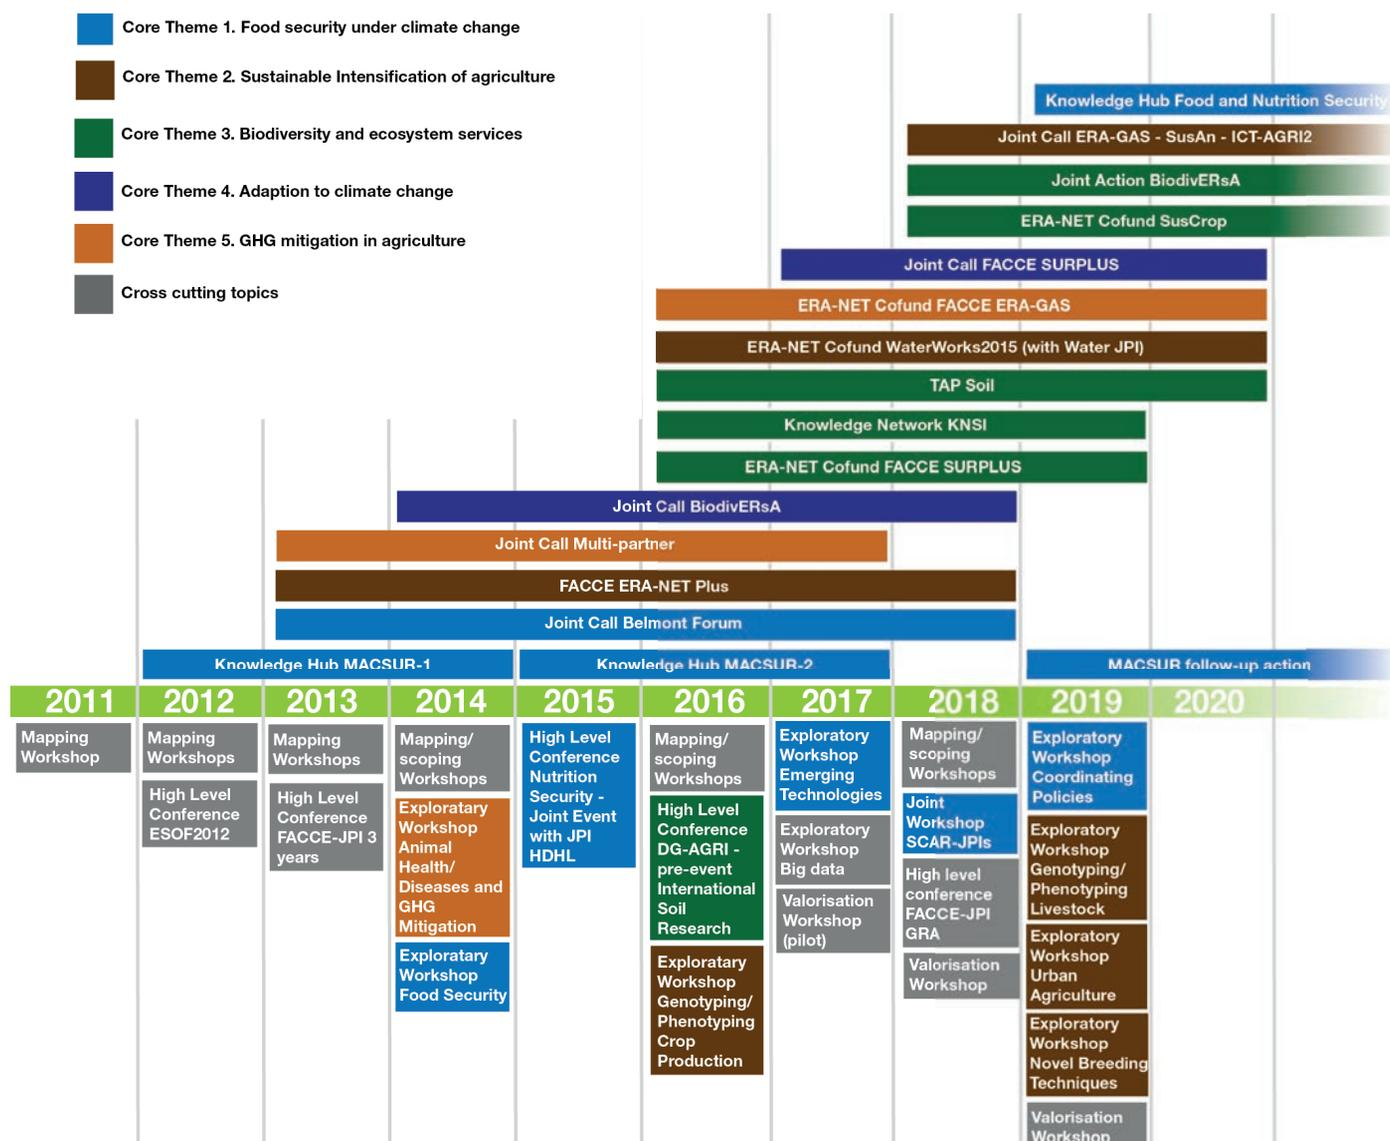 Core Theme 1. Food security under climate change
Core Theme 2. Sustainable Intensification of agriculture
Core Theme 3. Biodiversity and ecosystem services
Core Theme 4. Adaption to climate change
Core Theme 5. GHG mitigation in agriculture
Cross cutting topics
Knowledge Hub Food and Nutrition Security
Joint Call ERA-GAS - SusAn - ICT-AGRI2
Joint Action BiodivERsA
ERA-NET Cofund SusCrop
Joint Call FACCE SURPLUS
ERA-NET Cofund FACCE ERA-GAS
ERA-NET Cofund WaterWorks2015 (with Water JPI)
TAP Soil
Knowledge Network KNSI
ERA-NET Cofund FACCE SURPLUS
Joint Call BiodivERsA
Joint Call Multi-partner
FACCE ERA-NET Plus
Joint Call Belmont Forum
Knowledge Hub MACSUR-1
Knowledge Hub MACSUR-2
MACSUR follow-up action
2011 2012 2013 2014 2015 2016 2017 2018 2019 2020
Mapping
Workshop
Mapping
Workshops
High Level
Conference
ESOF2012
Mapping
Workshops
High Level
Conference
FACCE-JPI 3
years
Mapping/
scoping
Workshops
Exploratary
Workshop
Animal
Health/
Diseases and
GHG
Mitigation
Exploratary
Workshop
Food Security
High Level
Conference
Nutrition
Security -
Joint Event
with JPI
HDHL
Mapping/
scoping
Workshops
High Level
Conference
DG-AGRI -
pre-event
International
Soil
Research
Exploratary
Workshop
Genotyping/
Phenotyping
Crop
Production
Exploratory
Workshop
Emerging
Technologies
Exploratory
Workshop
Big data
Valorisation
Workshop
(pilot)
Mapping/
scoping
Workshops
Joint
Workshop
SCAR-JPIs
High level
conference
FACCE-JPI
GRA
Valorisation
Workshop
Exploratory
Workshop
Coordinating
Policies
Exploratory
Workshop
Genotyping/
Phenotyping
Livestock
Exploratory
Workshop
Urban
Agriculture
Exploratory
Workshop
Novel Breeding
Techniques
Valorisation
Workshop